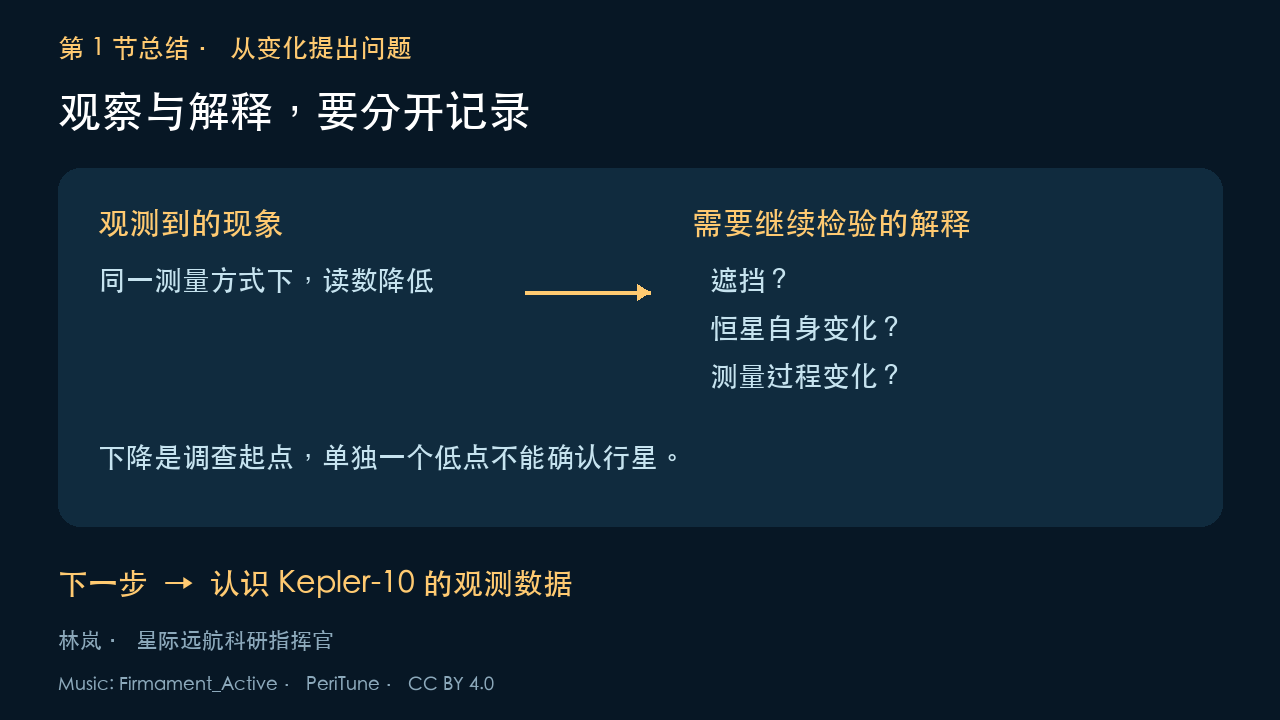 第 1 节总结 · 从变化提出问题
观察与解释，要分开记录
观测到的现象
同一测量方式下，读数降低
需要继续检验的解释
遮挡？
恒星自身变化？
测量过程变化？
下降是调查起点，单独一个低点不能确认行星。
下一步 → 认识 Kepler-10 的观测数据
林岚 · 星际远航科研指挥官
Music: Firmament_Active · PeriTune · CC BY 4.0